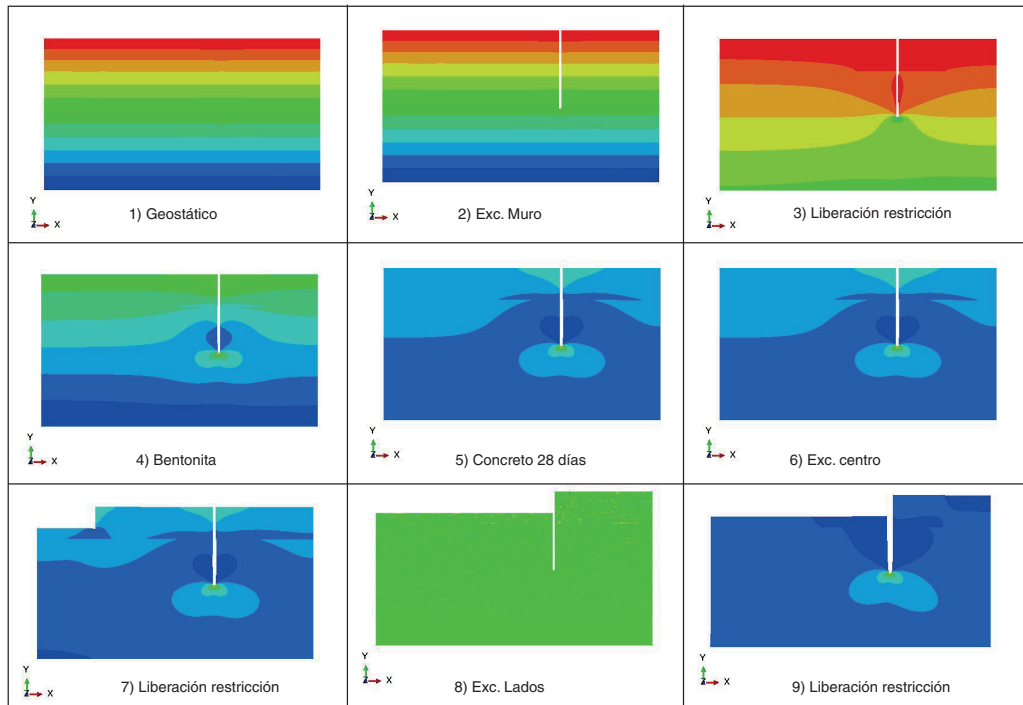 Y
Z X
1) Geostático
Y
Z X
2) Exc. Muro
Y
Z X
3) Liberación restricción
Y
Z X
4) Bentonita
Y
Z X
5) Concreto 28 días
Y
Z X
6) Exc. centro
Y
Z X
7) Liberación restricción
Y
Z X
8) Exc. Lados
Y
Z X
9) Liberación restricción